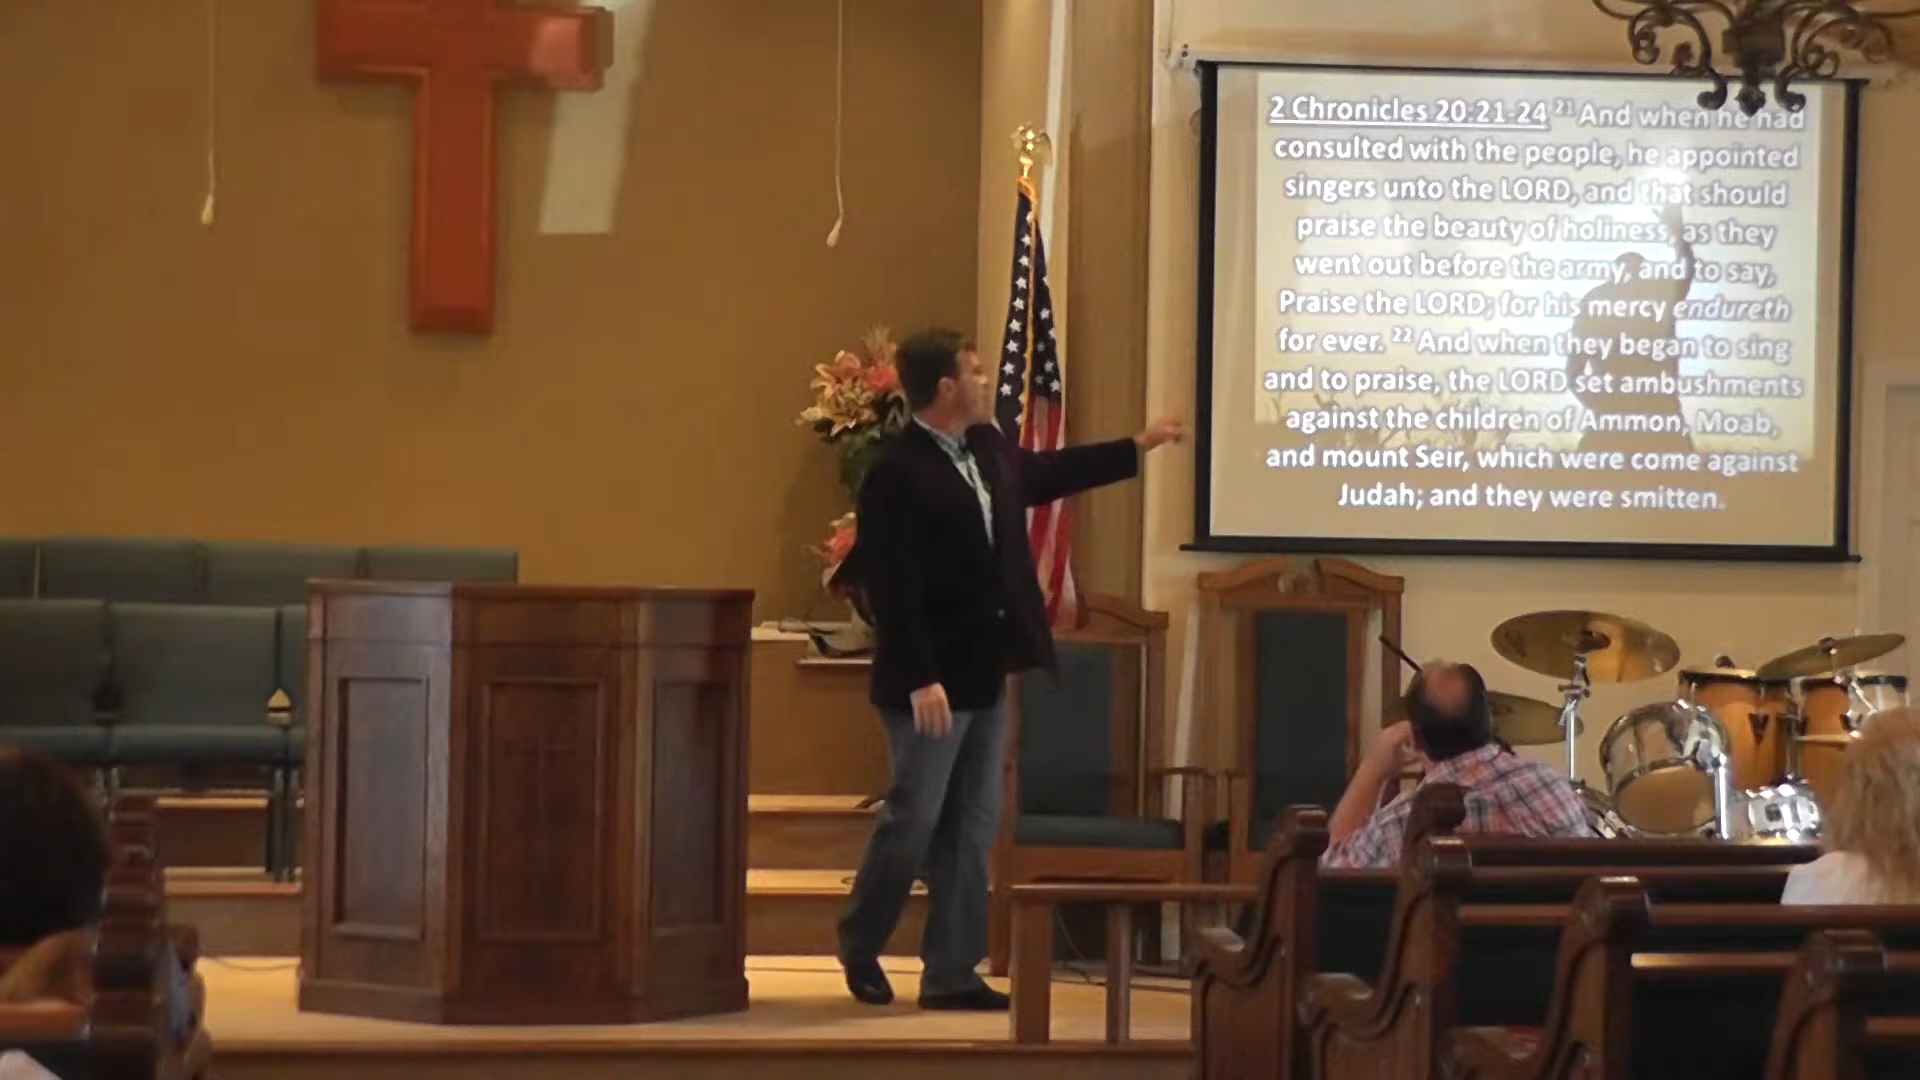 2 Chronicles 20:21-24 21 And when he had
consulted with the people, he appointed
singers unto the LORD, and that should
praise the beauty of holiness, as they
went out before the army, and to say,
Praise the LORD; for his mercy endureth
for ever. 22 And when they began to sing
and to praise, the LORD set ambushments
against the children of Ammon, Moab,
and mount Seir, which were come against
Judah; and they were smitten.